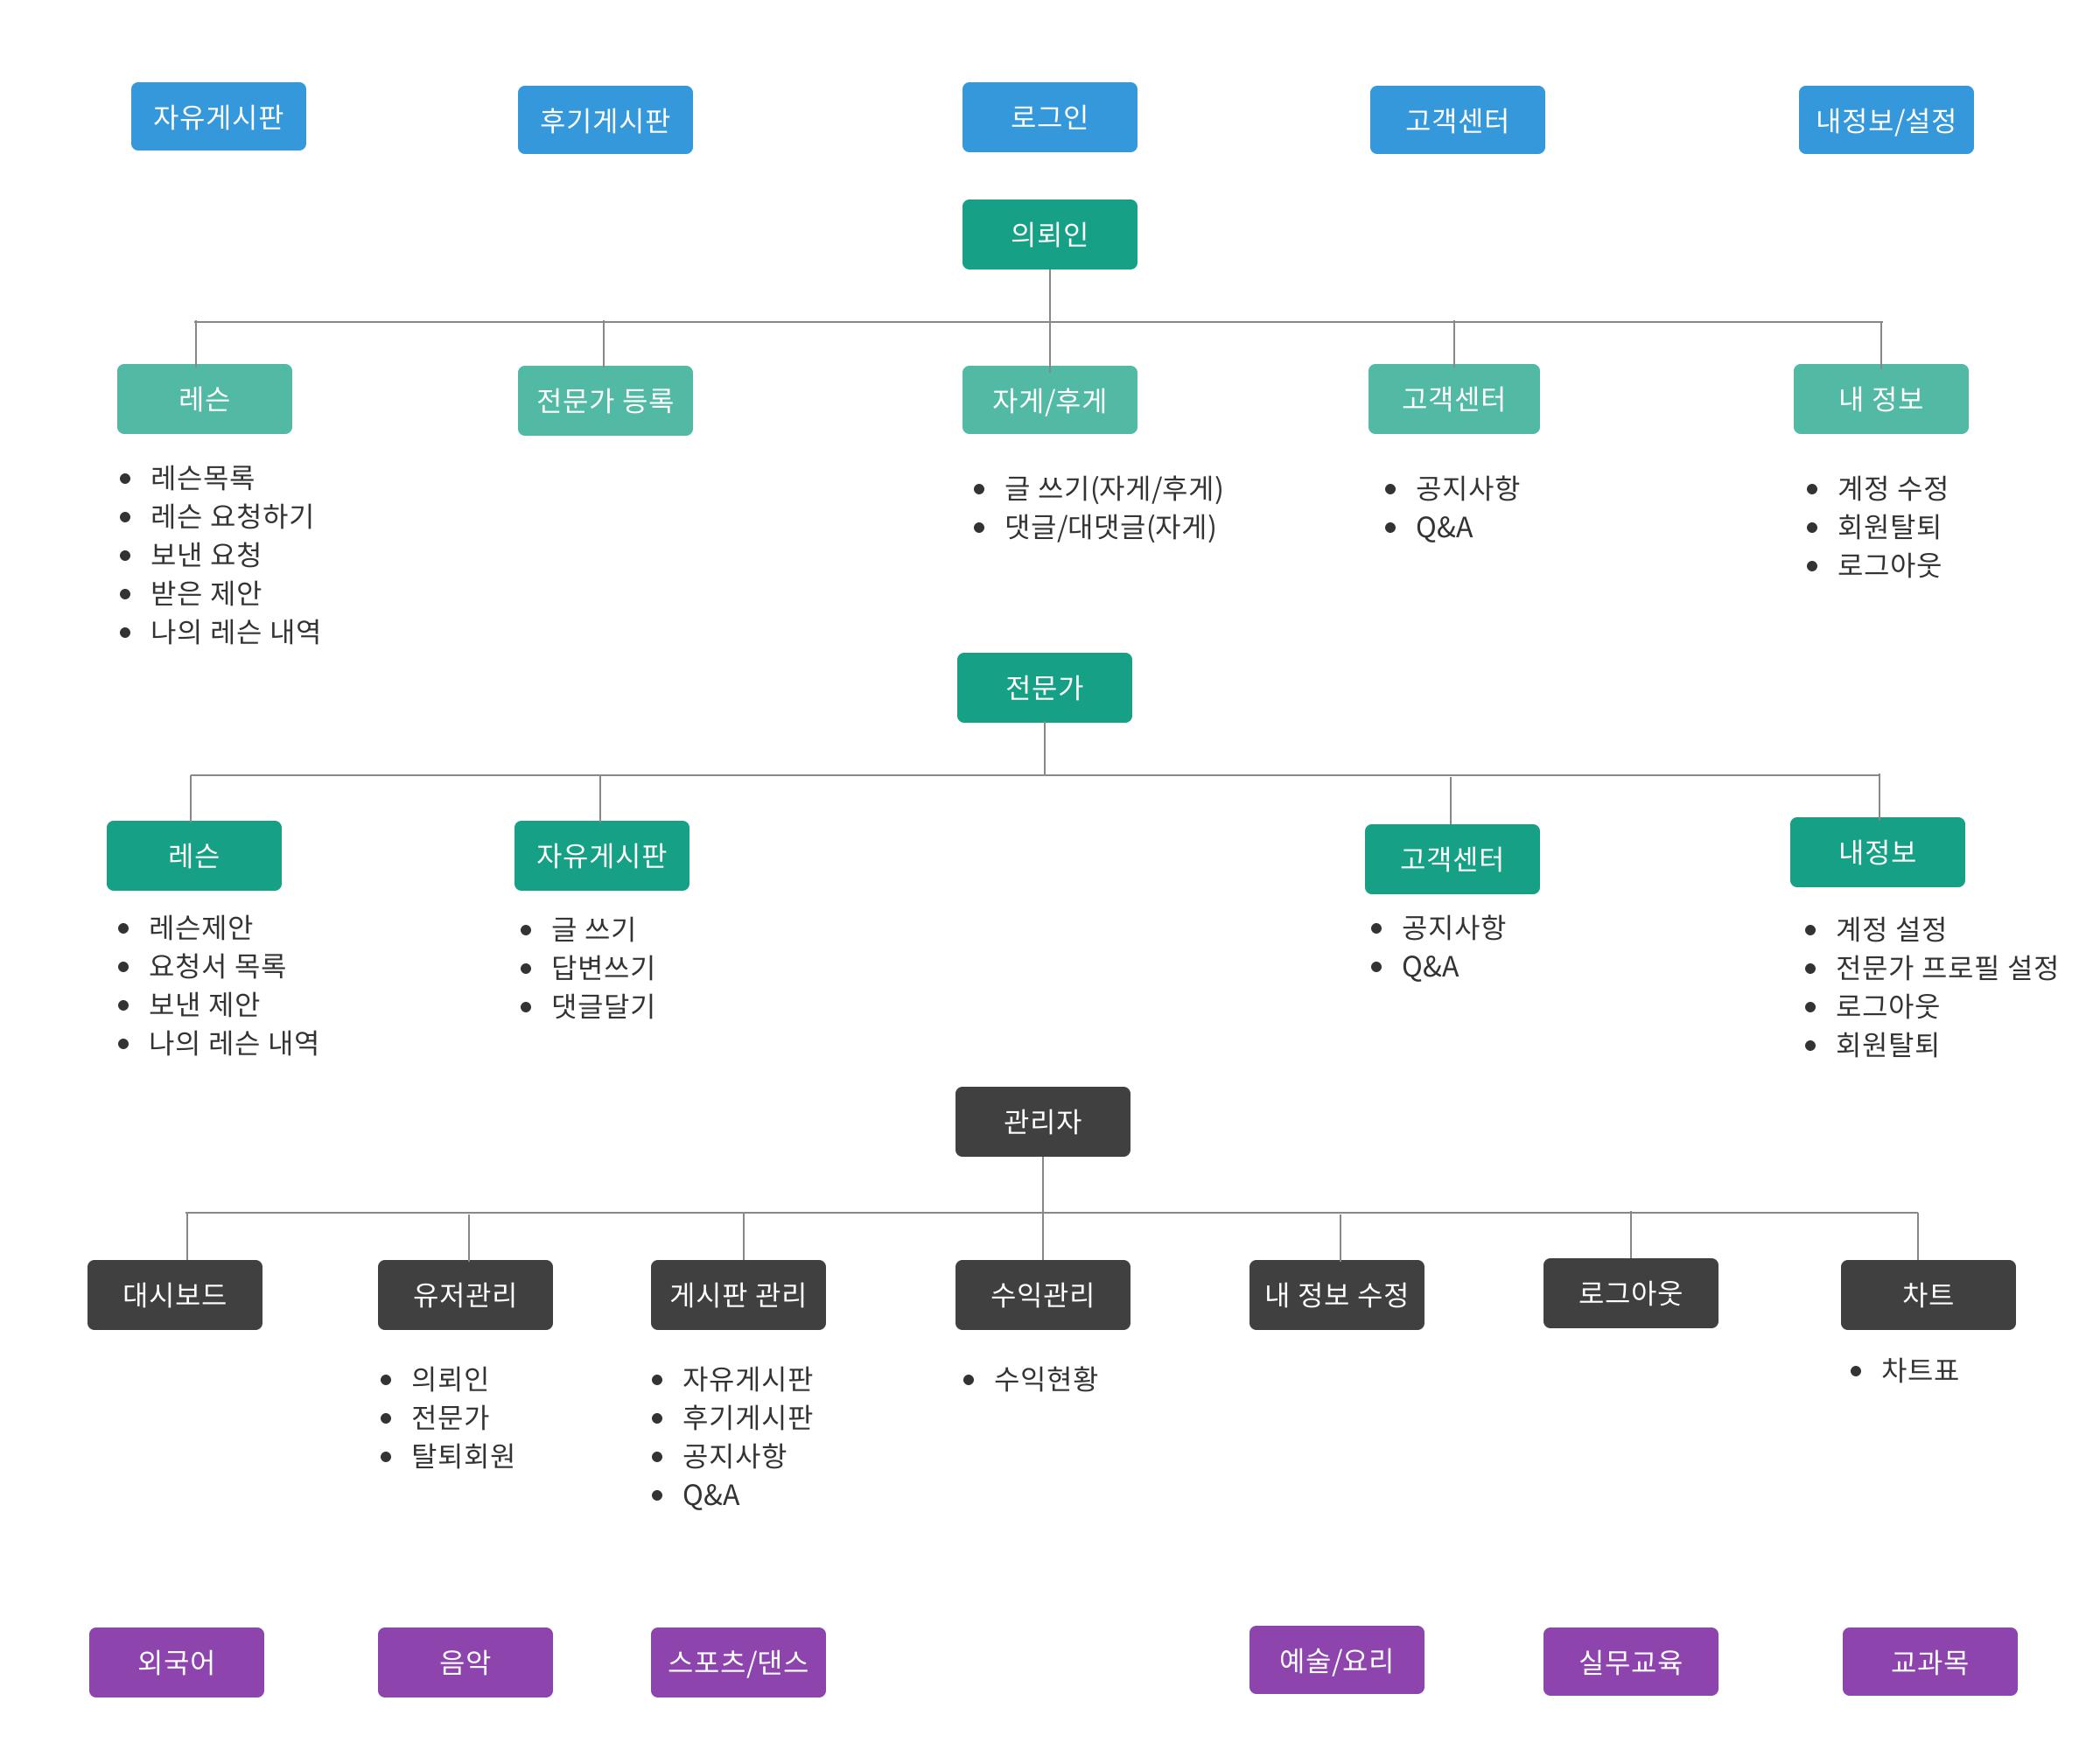 자유게시판
후기게시판
로그인
고객센터
내정보/설정
의뢰인
레슨
전문가 등록
자게/후게
고객센터
내 정보
레슨목록
레슨 요청하기
보낸 요청
받은 제안
나의 레슨 내역
글 쓰기(자게/후게)
댓글/대댓글(자게)
공지사항
Q&A
계정 수정
회원탈퇴
로그아웃
전문가
레슨
자유게시판
고객센터
내정보
레슨제안
요청서 목록
보낸 제안
나의 레슨 내역
글 쓰기
답변쓰기
댓글달기
공지사항
Q&A
계정 설정
전문가 프로필 설정
로그아웃
회원탈퇴
관리자
대시보드
유저관리
게시판 관리
수익관리
내 정보 수정
로그아웃
차트
의뢰인
전문가
탈퇴회원
자유게시판
후기게시판
공지사항
Q&A
수익현황
차트표
외국어
음악
스포츠/댄스
예술/요리
실무교육
교과목